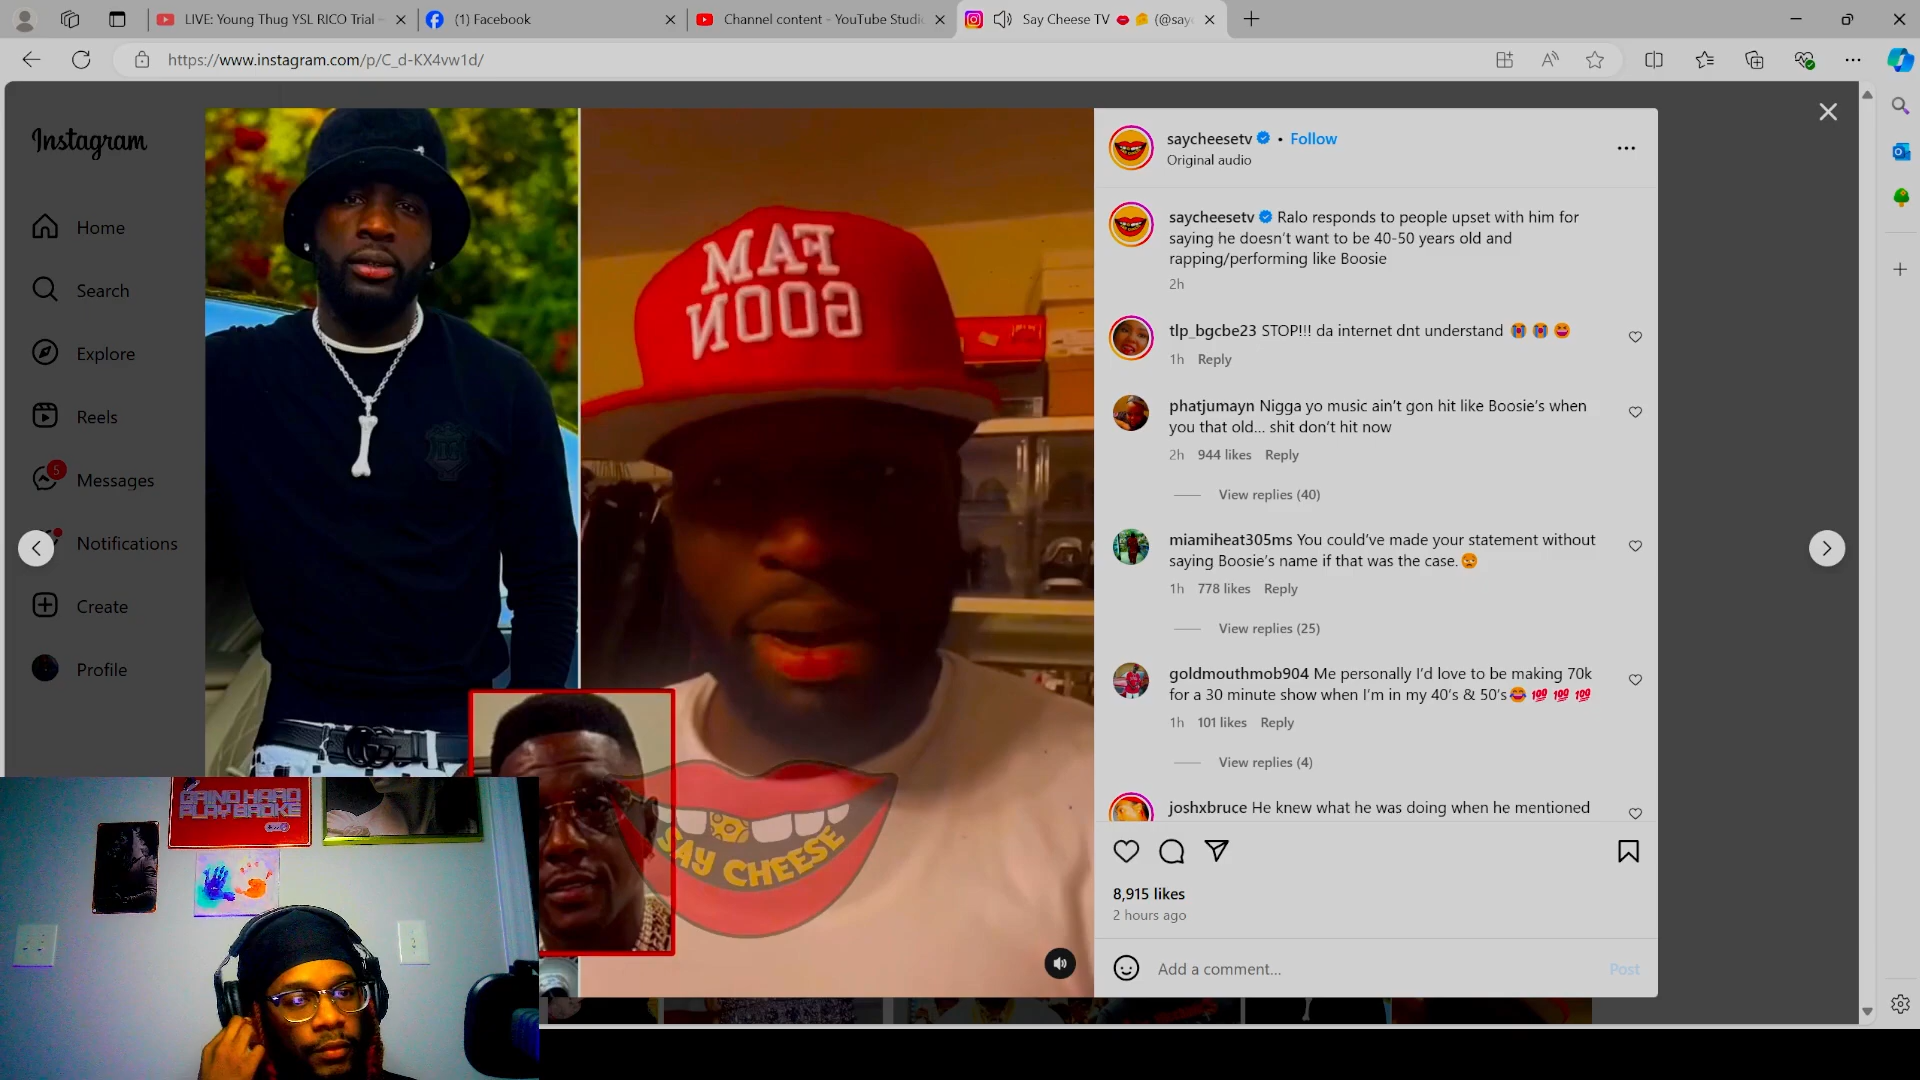 LIVE: Young Thug YSL RICO Trial -
(1) Facebook
Channel content - YouTube Studi
Say Cheese TV 👄 🧀 (@say
https://www.instagram.com/p/C_d-KX4vw1d/
Instagram
Home
Search
Explore
Reels
5
Messages
Notifications
Create
Profile
FAM
GOON
SAY CHEESE
GRIND HARD
PLAY BROKE
saycheesetv • Follow
Original audio
saycheesetv Ralo responds to people upset with him for
saying he doesn't want to be 40-50 years old and
rapping/performing like Boosie
2h
tlp_bgcbe23 STOP!!! da internet dnt understand 😭 😭 😆
1h Reply
phatjumayn Nigga yo music ain't gon hit like Boosie's when
you that old... shit don't hit now
2h 944 likes Reply
View replies (40)
miamiheat305ms You could've made your statement without
saying Boosie's name if that was the case.😡
1h 778 likes Reply
View replies (25)
goldmouthmob904 Me personally I'd love to be making 70k
for a 30 minute show when I'm in my 40's & 50's😂 💯 💯 💯
1h 101 likes Reply
View replies (4)
joshxbruce He knew what he was doing when he mentioned
8,915 likes
2 hours ago
Add a comment...
Post